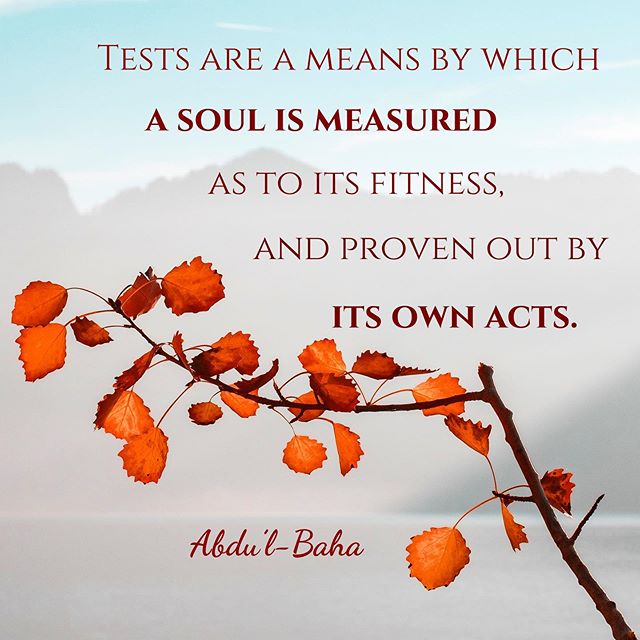 TESTS ARE A MEANS BY WHICH
A SOUL IS MEASURED
AS TO ITS FITNESS,
AND PROVEN OUT BY
ITS OWN ACTS.
Abdu'l-Baha